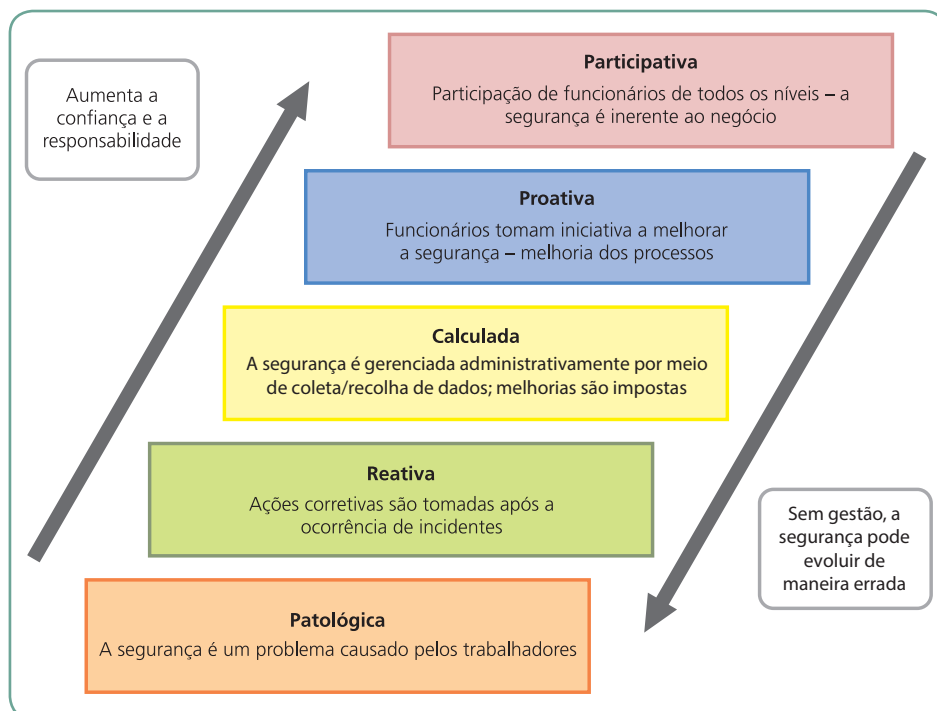 Aumenta a
confiança e a
responsabilidade
Participativa
Participação de funcionários de todos os níveis – a
segurança é inerente ao negócio
Proativa
Funcionários tomam iniciativa a melhorar
a segurança – melhoria dos processos
Calculada
A segurança é gerenciada administrativamente por meio
de coleta/recolha de dados; melhorias são impostas
Reativa
Ações corretivas são tomadas após a
ocorrência de incidentes
Sem gestão, a
segurança pode
evoluir de
maneira errada
Patológica
A segurança é um problema causado pelos trabalhadores